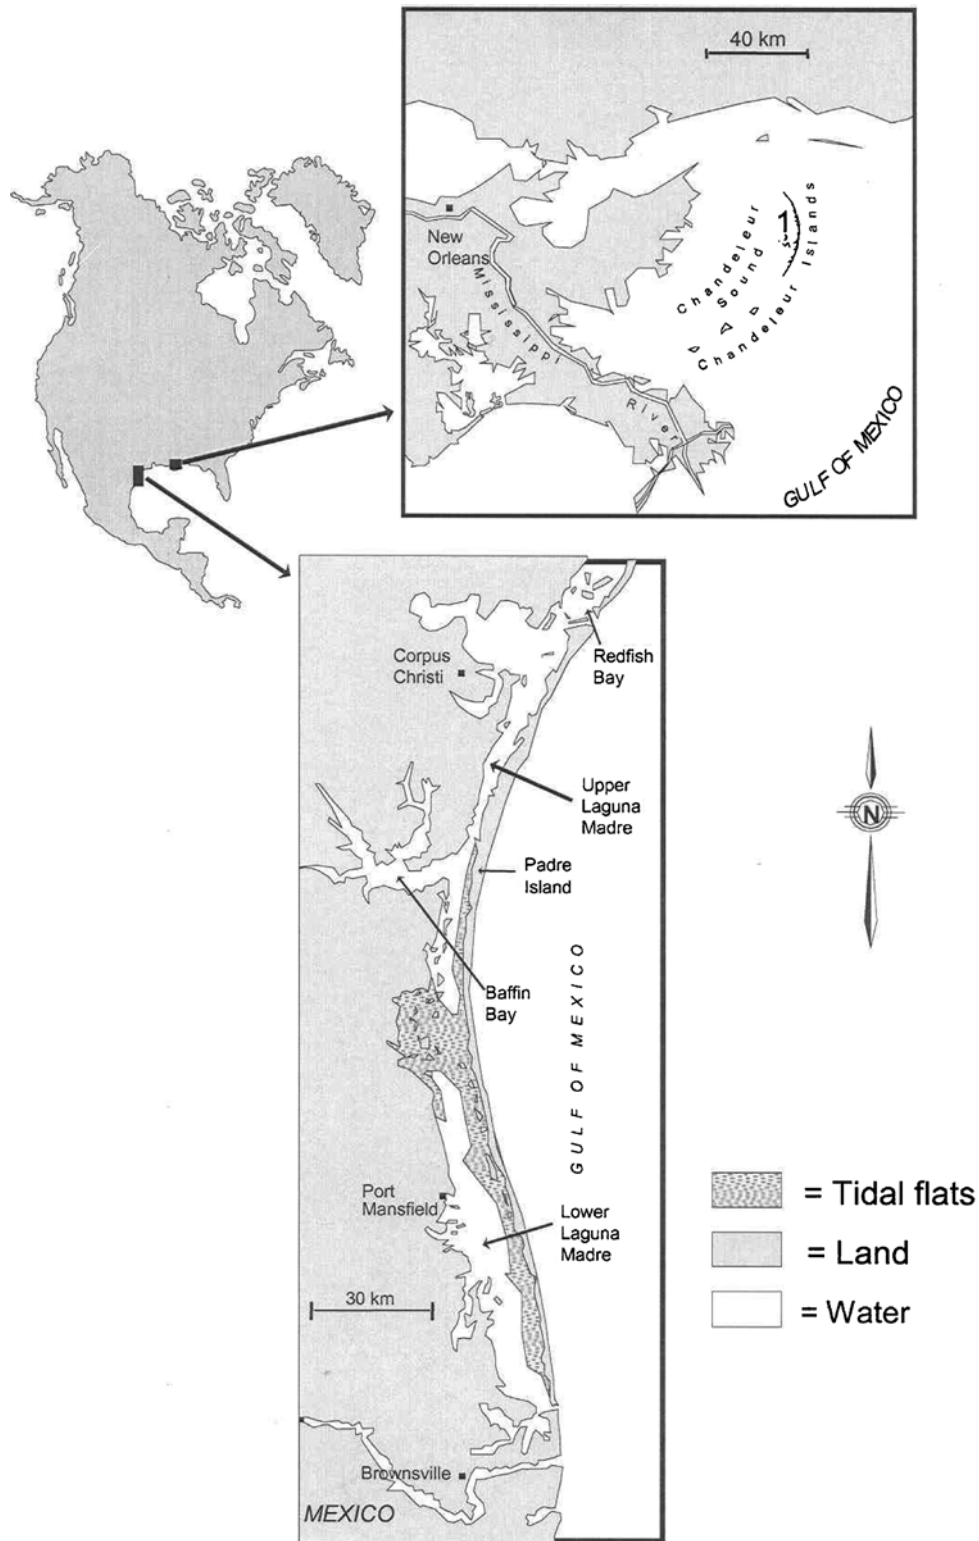 40 km
New
Orleans
Mississippi
River
Chandeleur
Sound
Chandeleur Islands
1
GULF OF MEXICO
Corpus
Christi
Redfish
Bay
Upper
Laguna
Madre
Padre
Island
Baffin
Bay
GULF OF MEXICO
N
Port
Mansfield
Lower
Laguna
Madre
30 km
Brownsville
MEXICO
= Tidal flats
= Land
= Water